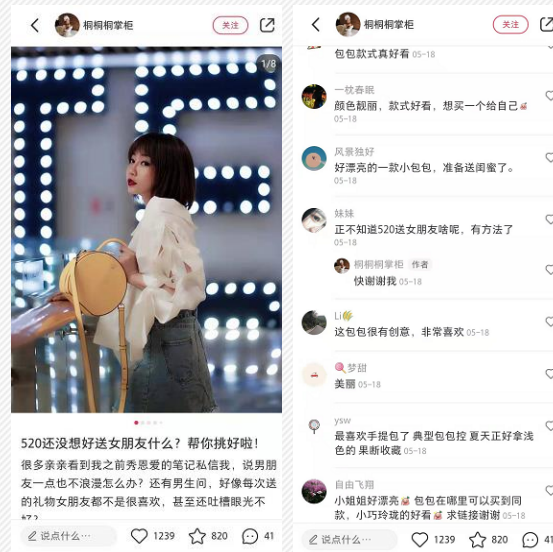 桐桐桐掌柜
关注
1/8
520还没想好送女朋友什么？帮你挑好啦！
很多亲亲看到我之前秀恩爱的笔记私信我，说男朋
友一点也不浪漫怎么办？还有男生问，好像每次送
的礼物女朋友都不是很喜欢，甚至还吐槽眼光不
好？
说点什么…
1239
820
41
桐桐桐掌柜
关注
包包款式真好看 05-18
一枕春眠
颜色靓丽，款式好看，想买一个给自己
05-18
风景独好
好漂亮的一款小包包，准备送闺蜜了。
05-18
妹妹
正不知道520送女朋友啥呢，有方法了
05-18
桐桐桐掌柜 作者
快谢谢我 05-18
Li
这包包很有创意，非常喜欢 05-18
梦甜
美丽 05-18
ysw
最喜欢手提包了 典型包包控 夏天正好拿浅
色的 果断收藏 05-18
自由飞翔
小姐姐好漂亮 包包在哪里可以买到同
款，小巧玲珑的好看 求链接谢谢 05-18
说点什么…
1239
820
41